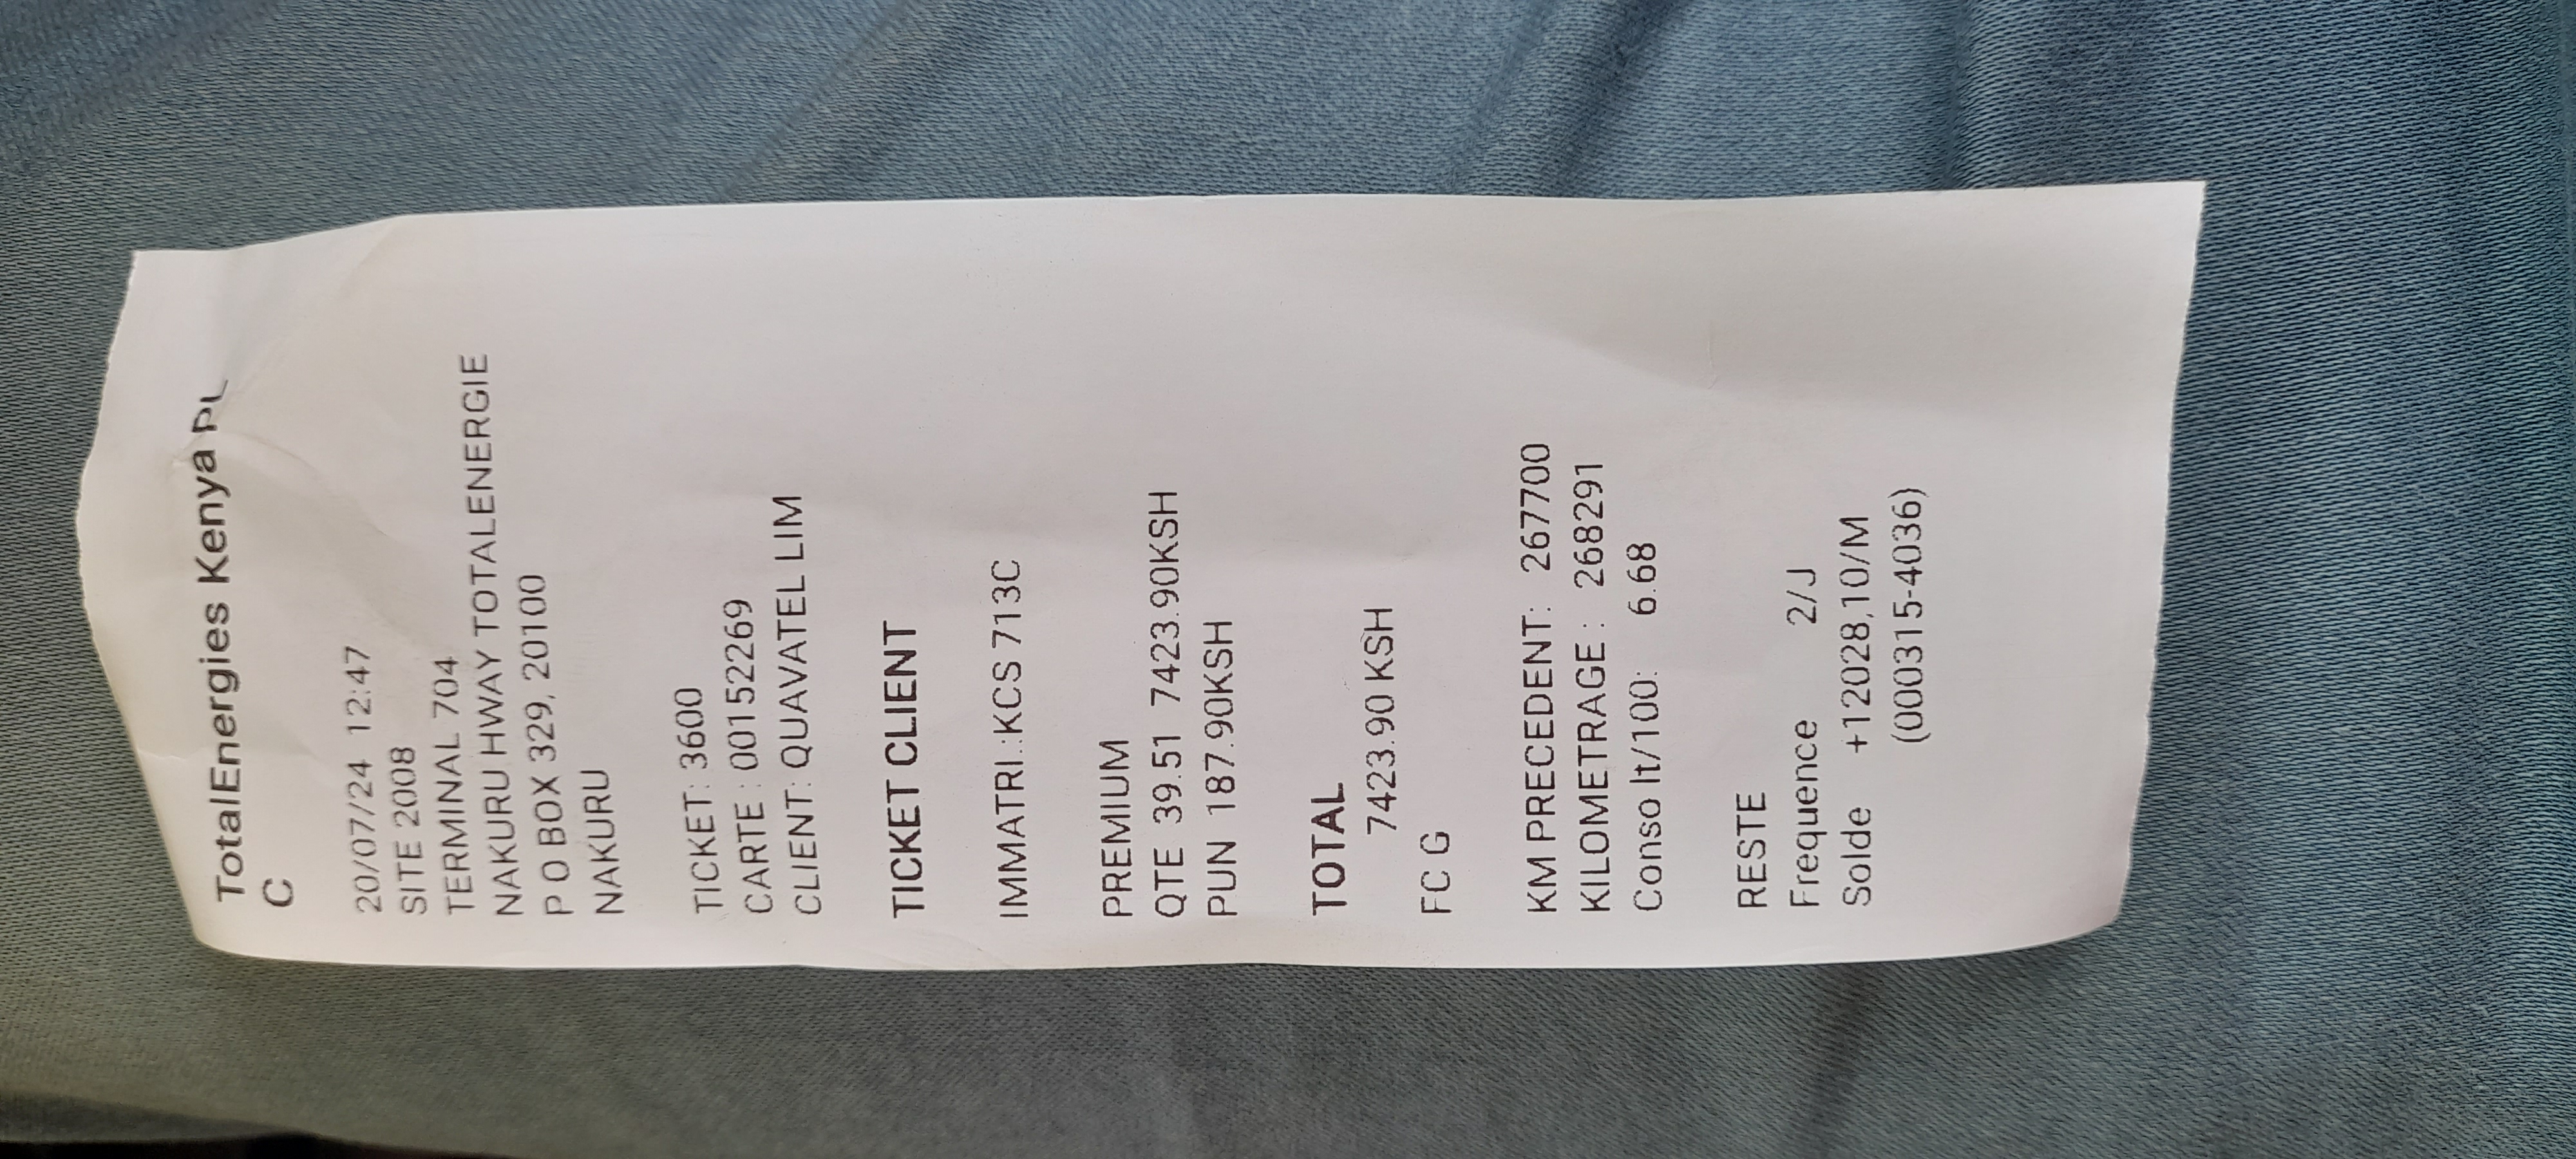 TotalEnergies Kenya PL
C
20/07/24 12:47
SITE 2008
TERMINAL 704
NAKURU HWAY TOTALENERGIE
P O BOX 329, 20100
NAKURU
TICKET: 3600
CARTE : 00152269
CLIENT: QUAVATEL LIM
TICKET CLIENT
IMMATRI.:KCS 713C
PREMIUM
QTE 39.51 7423.90KSH
PUN 187.90KSH
TOTAL
7423.90 KSH
FC G
KM PRECEDENT: 267700
KILOMETRAGE : 268291
Conso lt/100: 6.68
RESTE
Frequence 2/J
Solde +12028,10/M
(000315-4036)